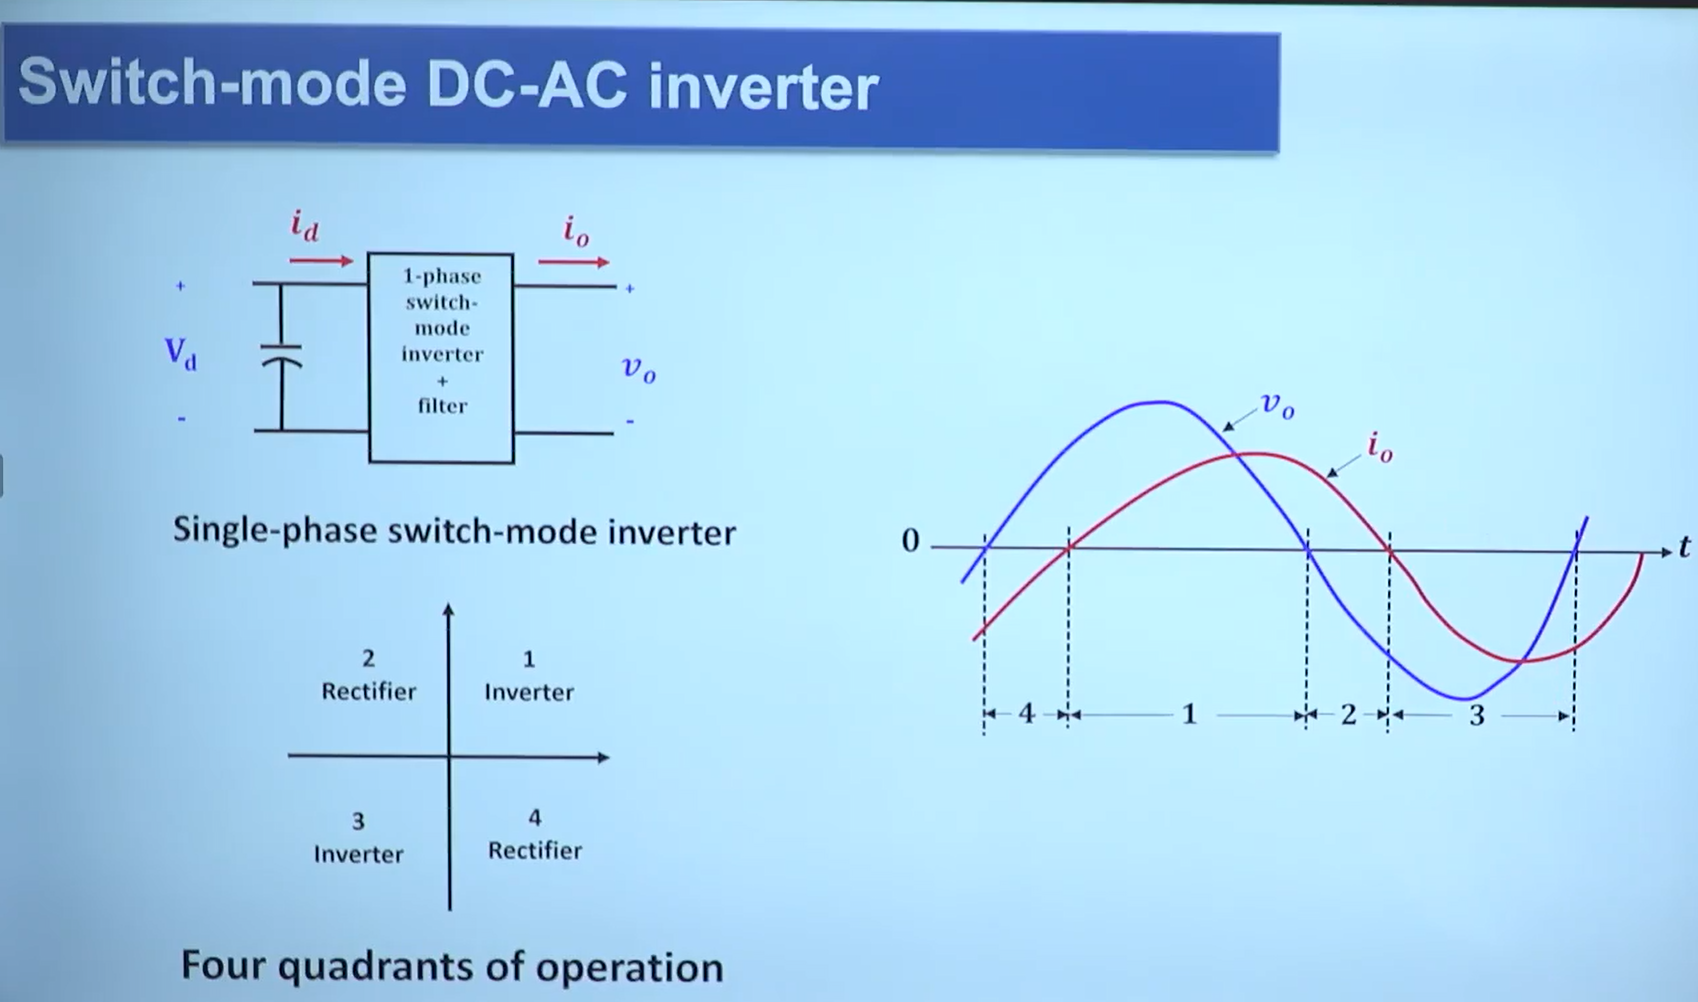 Switch-mode DC-AC inverter
i_d
i_o
+
1-phase
switch-
mode
inverter
+
filter
+
V_d
v_o
-
-
Single-phase switch-mode inverter
2
Rectifier
1
Inverter
3
Inverter
4
Rectifier
Four quadrants of operation
v_o
i_o
0
t
4
1
2
3